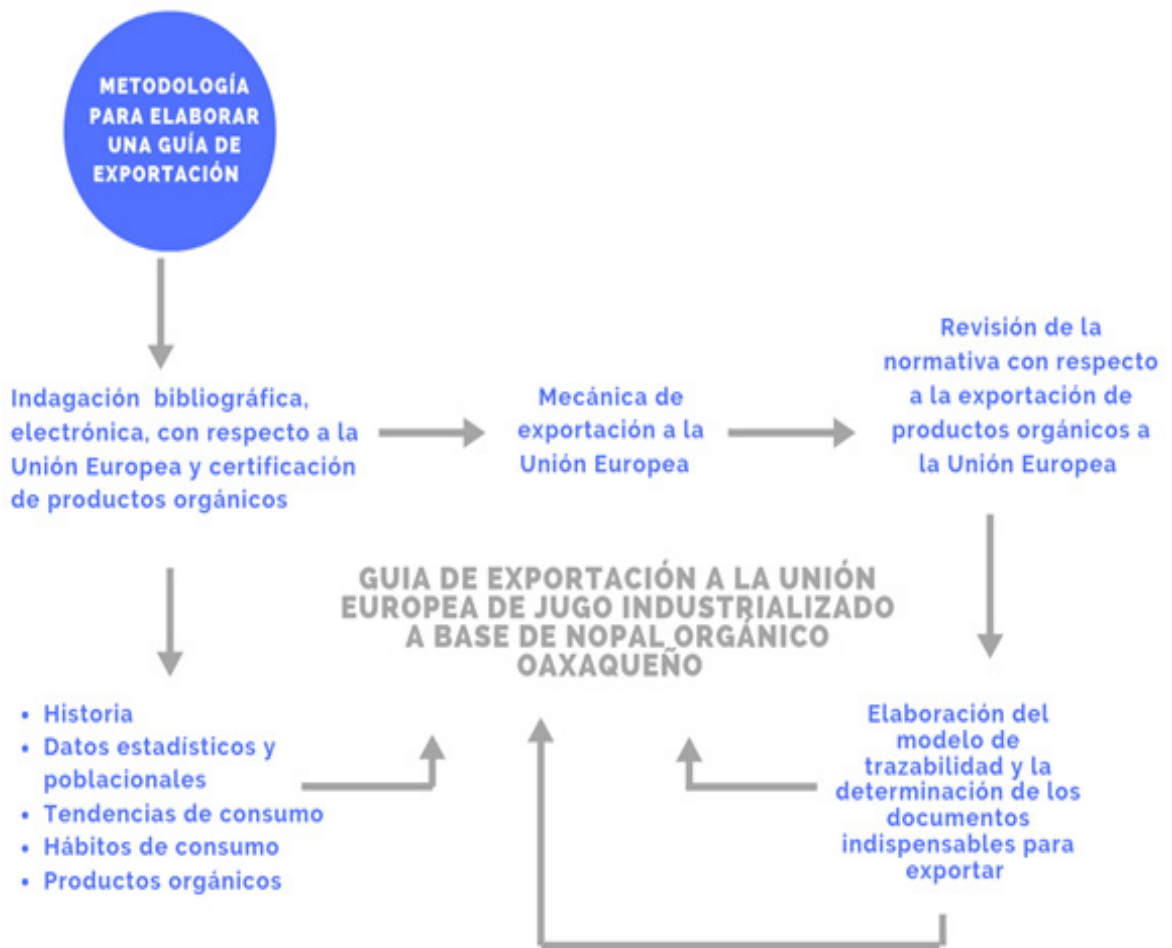 METODOLOGÍA
PARA ELABORAR
UNA GUÍA DE
EXPORTACIÓN
Indagación bibliográfica,
electrónica, con respecto a la
Unión Europea y certificación
de productos orgánicos
Mecánica de
exportación a la
Unión Europea
Revisión de la
normativa con respecto
a la exportación de
productos orgánicos a
la Unión Europea
GUIA DE EXPORTACIÓN A LA UNIÓN
EUROPEA DE JUGO INDUSTRIALIZADO
A BASE DE NOPAL ORGÁNICO
OAXAQUEÑO
• Historia
• Datos estadísticos y
poblacionales
• Tendencias de consumo
• Hábitos de consumo
• Productos orgánicos
Elaboración del
modelo de
trazabilidad y la
determinación de los
documentos
indispensables para
exportar